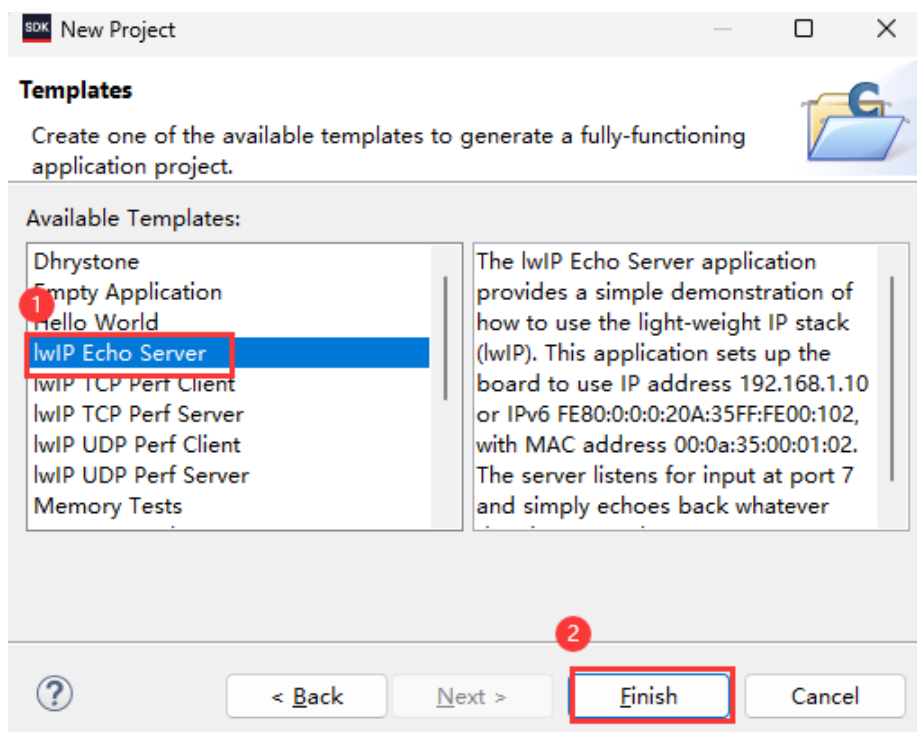 SDK New Project
Templates
Create one of the available templates to generate a fully-functioning
application project.
Available Templates:
Dhrystone
Empty Application
Hello World
lwIP Echo Server
lwIP TCP Perf Client
lwIP TCP Perf Server
lwIP UDP Perf Client
lwIP UDP Perf Server
Memory Tests
The lwIP Echo Server application
provides a simple demonstration of
how to use the light-weight IP stack
(lwIP). This application sets up the
board to use IP address 192.168.1.10
or IPv6 FE80:0:0:0:20A:35FF:FE00:102,
with MAC address 00:0a:35:00:01:02.
The server listens for input at port 7
and simply echoes back whatever
1
2
< Back
Next >
Finish
Cancel